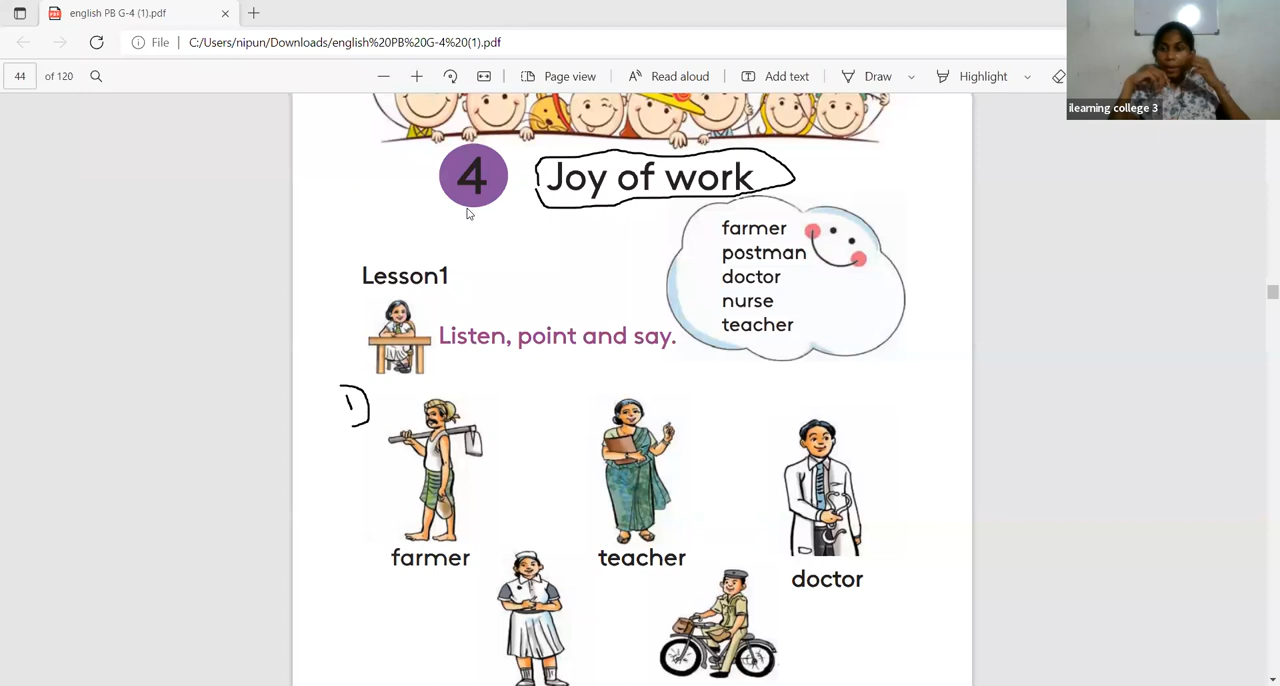 english PB G-4 (1).pdf
File
C:/Users/nipun/Downloads/english%20PB%20G-4%20(1).pdf
44
of 120
Page view
Read aloud
Add text
Draw
Highlight
ilearning college 3
4
Joy of work
farmer
postman
doctor
nurse
teacher
Lesson1
Listen, point and say.
1)
farmer
teacher
doctor